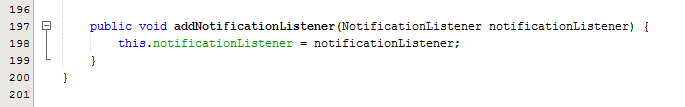 196
197 public void addNotificationListener(NotificationListener notificationListener) {
198 this.notificationListener = notificationListener;
199 }
200 }
201